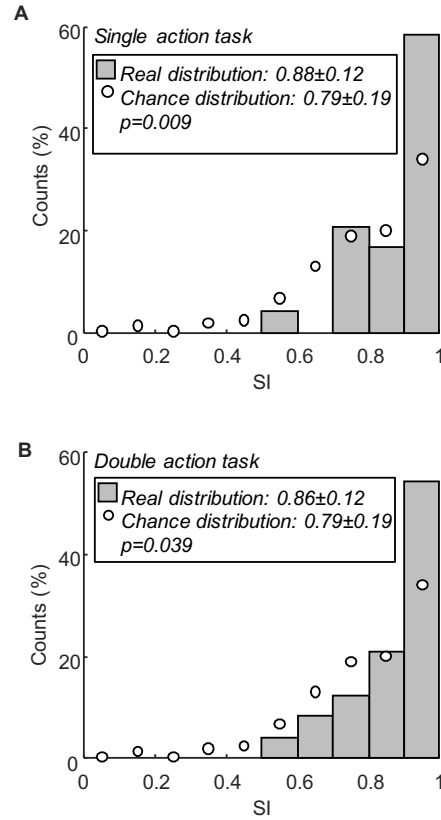 A
Single action task
Real distribution: 0.88±0.12
Chance distribution: 0.79±0.19
p=0.009
Counts (%)
60
40
20
0
0 0.2 0.4 0.6 0.8 1
SI
B
Double action task
Real distribution: 0.86±0.12
Chance distribution: 0.79±0.19
p=0.039
Counts (%)
60
40
20
0
0 0.2 0.4 0.6 0.8 1
SI